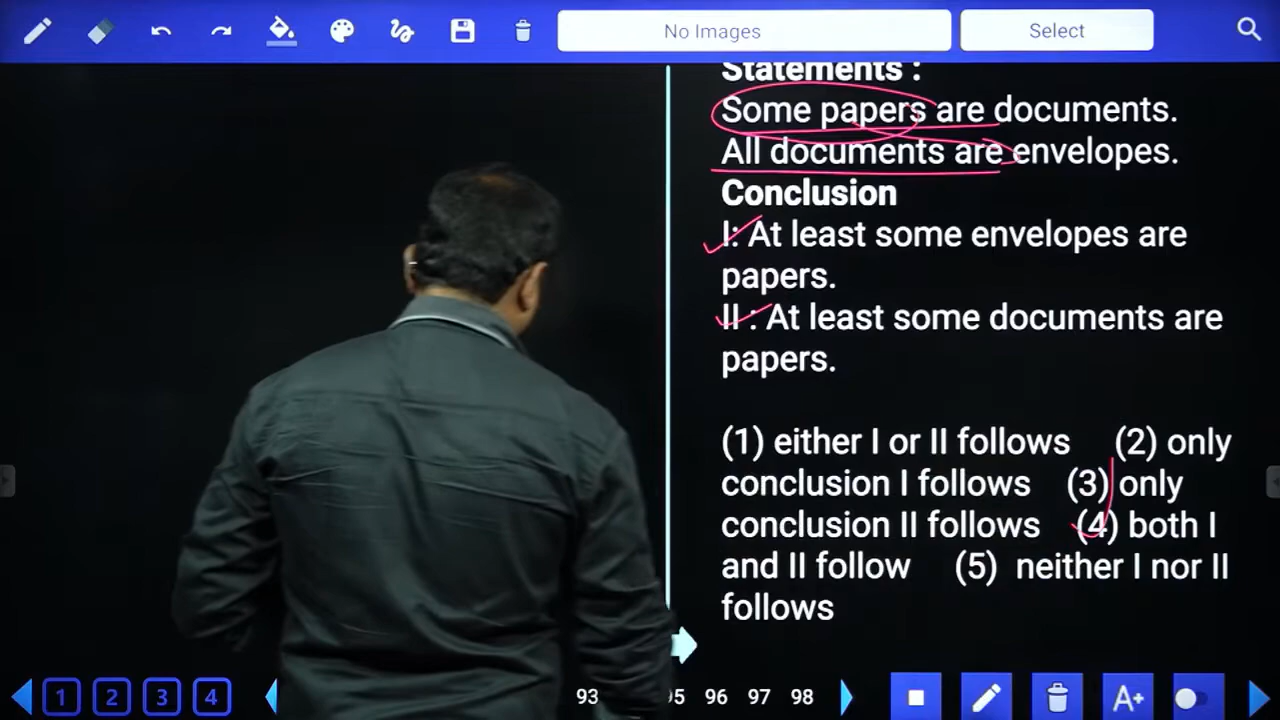 No Images Select
Statements :
Some papers are documents.
All documents are envelopes.
Conclusion
I: At least some envelopes are
papers.
II : At least some documents are
papers.
(1) either I or II follows (2) only
conclusion I follows (3) only
conclusion II follows (4) both I
and II follow (5) neither I nor II
follows
1 2 3 4 93 95 96 97 98 A+